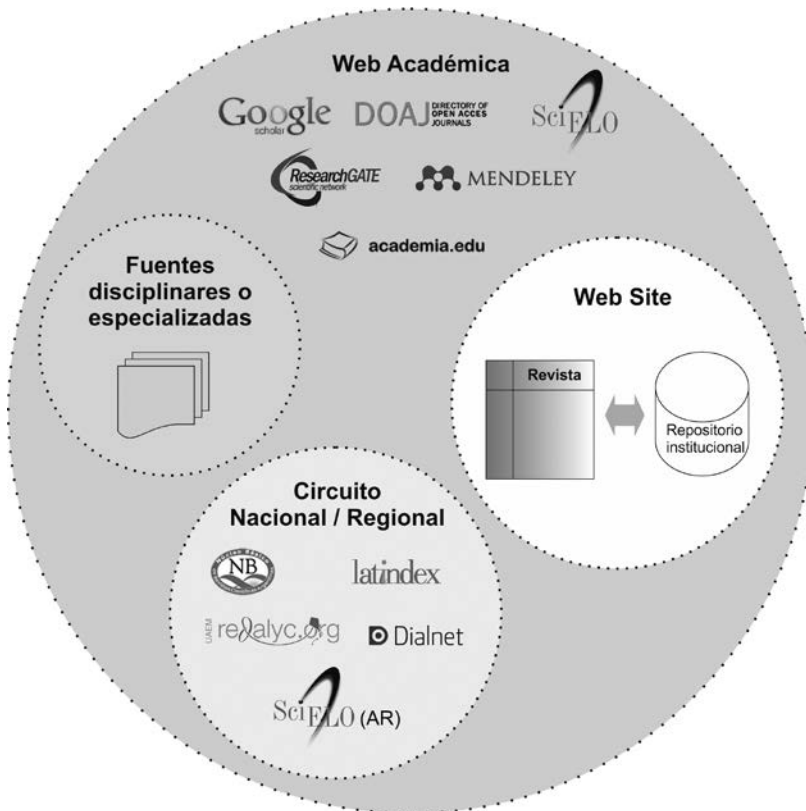 Web Académica
Google
scholar
DOAJ DIRECTORY OF
OPEN ACCES
JOURNALS
SciELO
ResearchGATE
scientific network
MENDELEY
academia.edu
Fuentes
disciplinares o
especializadas
Web Site
Revista
Repositorio
institucional
Circuito
Nacional / Regional
NB
latindex
UAEM
redalyc.org
Dialnet
SciELO (AR)